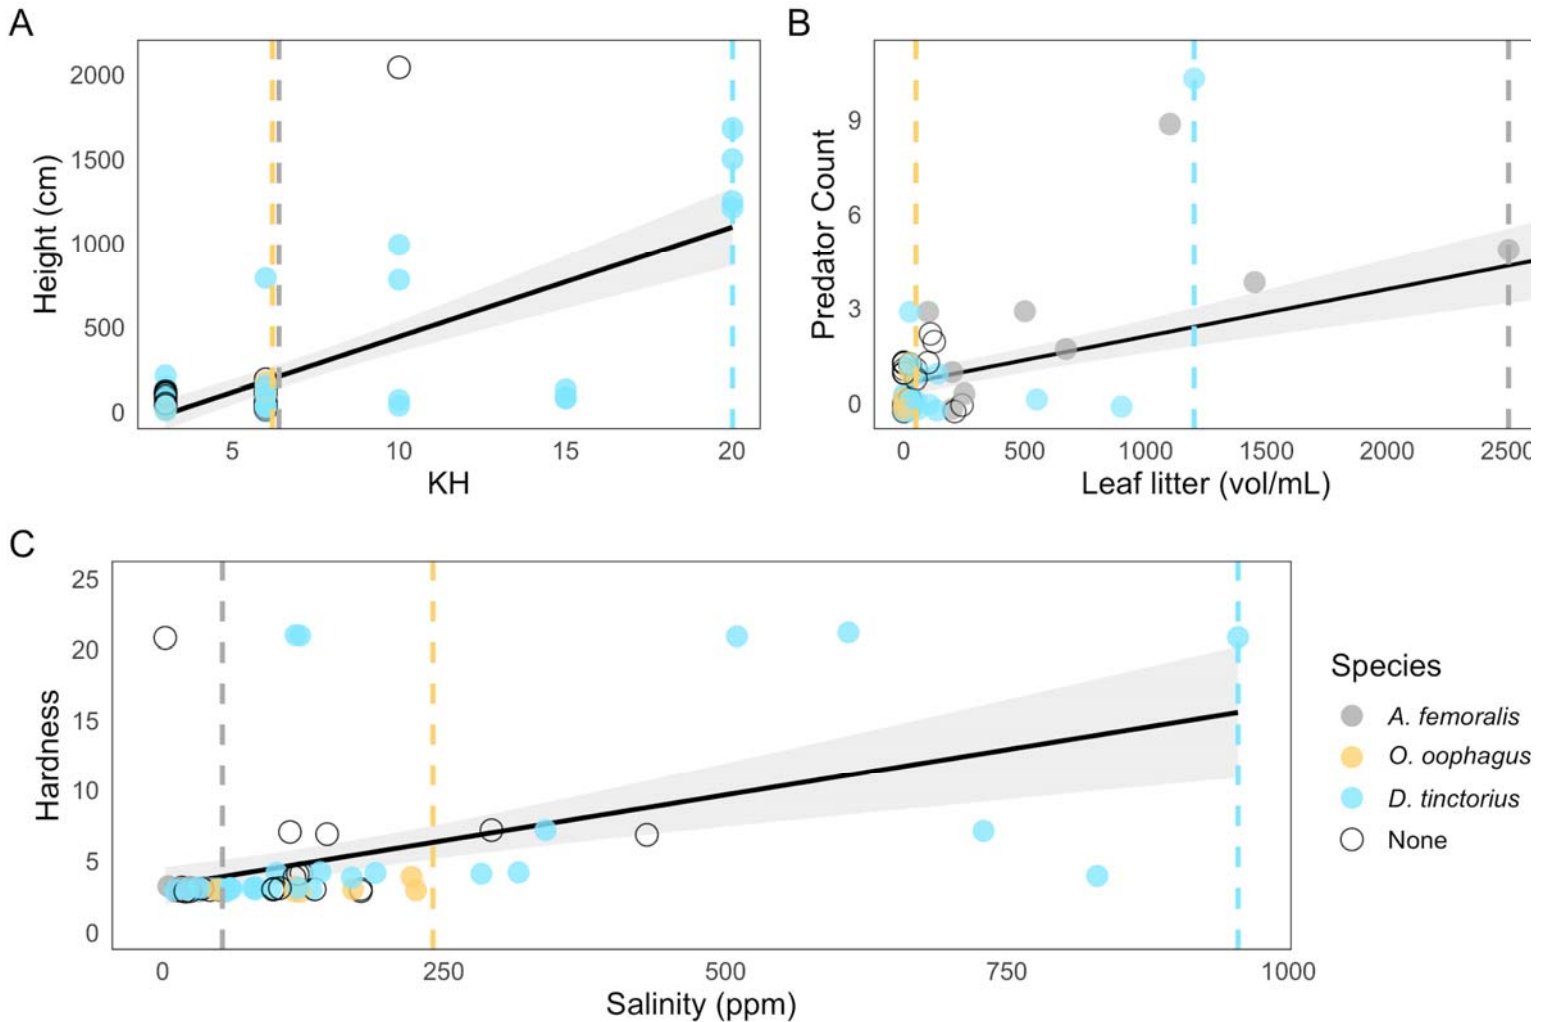 A
Height (cm)
2000
1500
1000
500
0
5 10 15 20
KH
B
Predator Count
9
6
3
0
0 500 1000 1500 2000 2500
Leaf litter (vol/mL)
C
Hardness
25
20
15
10
5
0
0 250 500 750 1000
Salinity (ppm)
Species
A. femoralis
O. oophagus
D. tinctorius
None